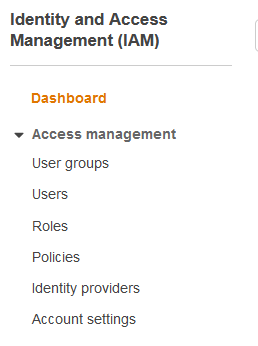 Identity and Access
Management (IAM)
Dashboard
Access management
User groups
Users
Roles
Policies
Identity providers
Account settings